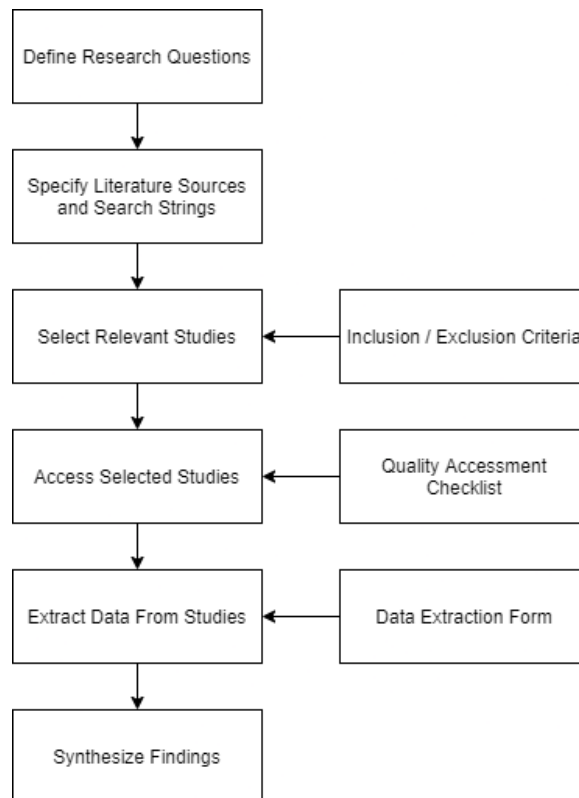 Define Research Questions
Specify Literature Sources
and Search Strings
Select Relevant Studies
Inclusion / Exclusion Criteria
Access Selected Studies
Quality Accessment
Checklist
Extract Data From Studies
Data Extraction Form
Synthesize Findings